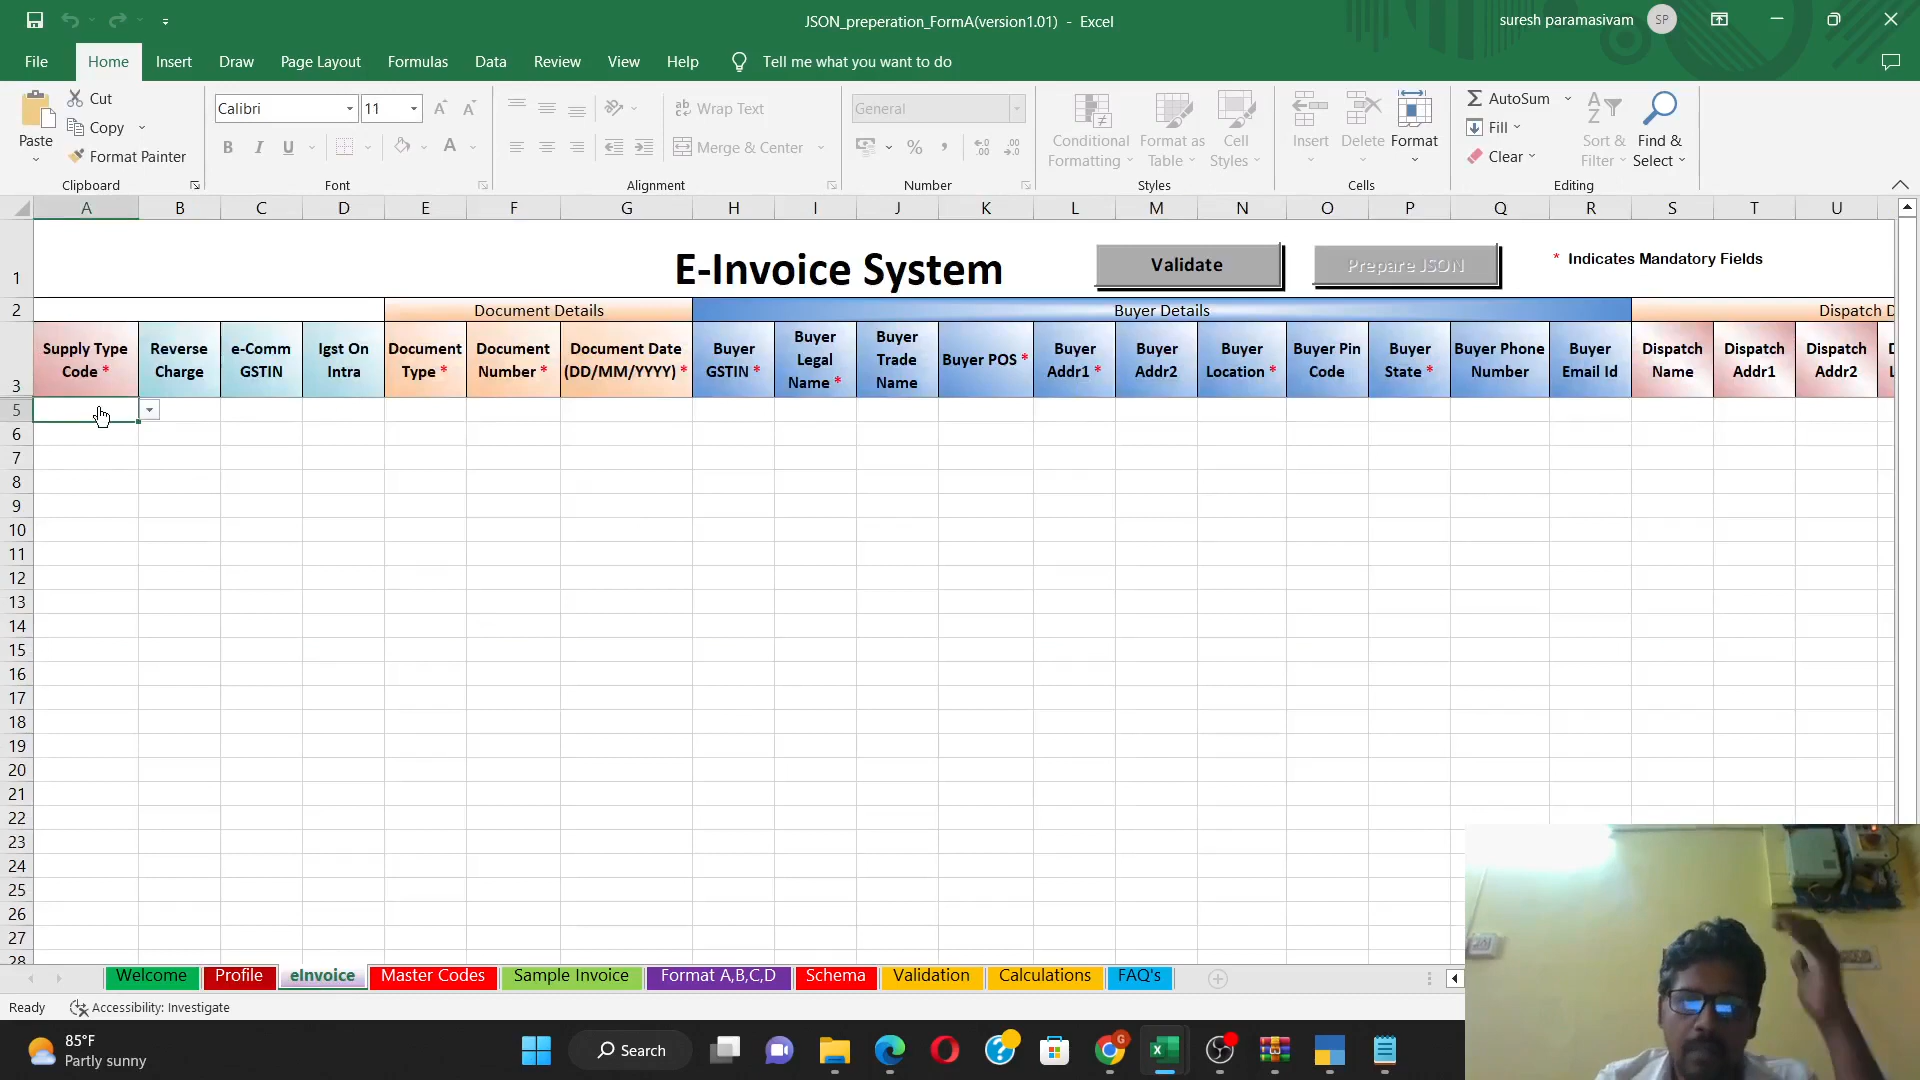 JSON_preperation_FormA(version1.01) - Excel
suresh paramasivam
SP
File
Home
Insert
Draw
Page Layout
Formulas
Data
Review
View
Help
Tell me what you want to do
Paste
Cut
Copy
Format Painter
Clipboard
Calibri
11
B I U
Font
Wrap Text
Merge & Center
Alignment
General
Number
Conditional
Formatting
Format as
Table
Cell
Styles
Styles
Insert
Delete
Format
Cells
AutoSum
Fill
Clear
Sort &
Filter
Find &
Select
Editing
A B C D E F G H I J K L M N O P Q R S T U
1
E-Invoice System
Validate
Prepare JSON
* Indicates Mandatory Fields
2
Document Details
Buyer Details
Dispatch D
3
Supply Type
Code *
Reverse
Charge
e-Comm
GSTIN
Igst On
Intra
Document
Type *
Document
Number *
Document Date
(DD/MM/YYYY) *
Buyer
GSTIN *
Buyer
Legal
Name *
Buyer
Trade
Name
Buyer POS *
Buyer
Addr1 *
Buyer
Addr2
Buyer
Location *
Buyer Pin
Code
Buyer
State *
Buyer Phone
Number
Buyer
Email Id
Dispatch
Name
Dispatch
Addr1
Dispatch
Addr2
5
6
7
8
9
10
11
12
13
14
15
16
17
18
19
20
21
22
23
24
25
26
27
28
Welcome
Profile
eInvoice
Master Codes
Sample Invoice
Format A,B,C,D
Schema
Validation
Calculations
FAQ's
Ready
Accessibility: Investigate
85°F
Partly sunny
Search